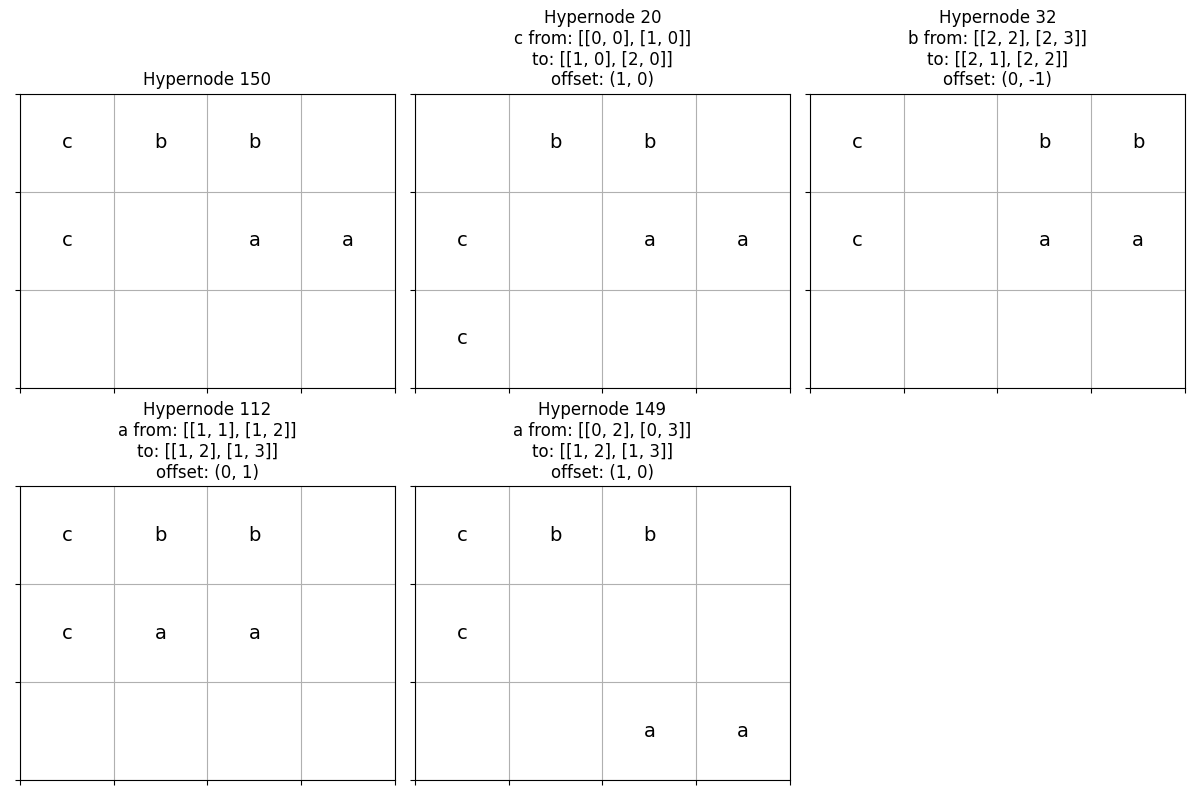 Hypernode 150
c b b
c a a
Hypernode 20
c from: [[0, 0], [1, 0]]
to: [[1, 0], [2, 0]]
offset: (1, 0)
b b
c a a
c
Hypernode 32
b from: [[2, 2], [2, 3]]
to: [[2, 1], [2, 2]]
offset: (0, -1)
c b b
c a a
Hypernode 112
a from: [[1, 1], [1, 2]]
to: [[1, 2], [1, 3]]
offset: (0, 1)
c b b
c a a
Hypernode 149
a from: [[0, 2], [0, 3]]
to: [[1, 2], [1, 3]]
offset: (1, 0)
c b b
c
a a